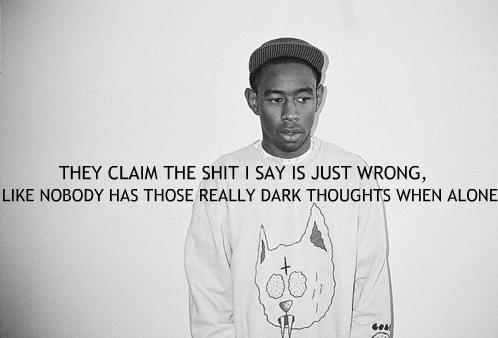 THEY CLAIM THE SHIT I SAY IS JUST WRONG,
LIKE NOBODY HAS THOSE REALLY DARK THOUGHTS WHEN ALONE